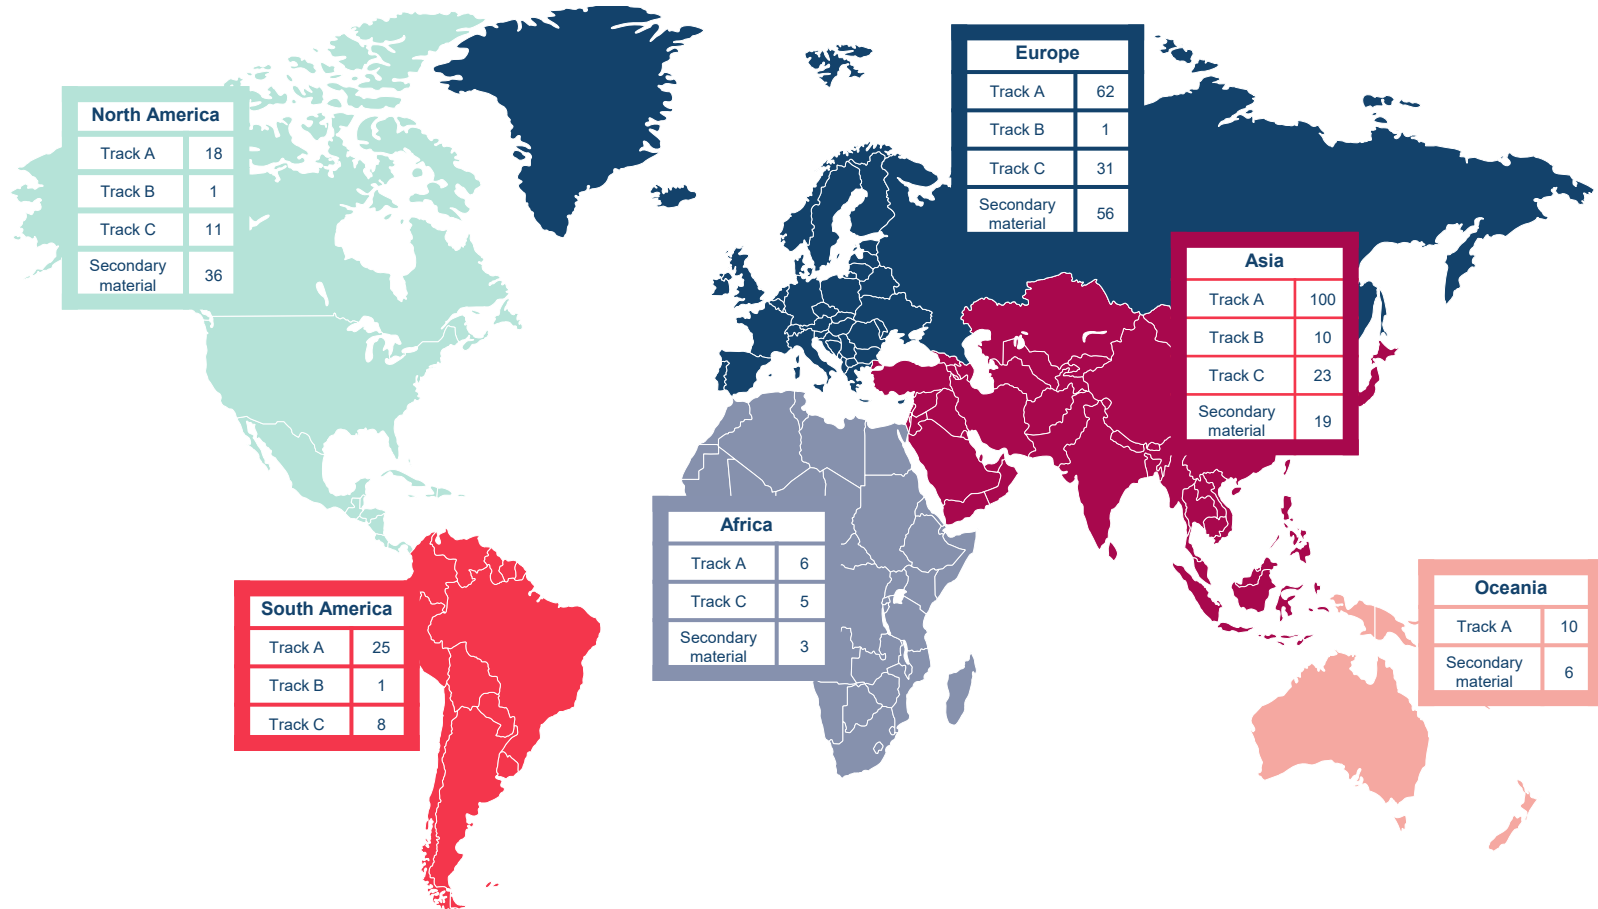 Europe
Track A 62
Track B 1
Track C 31
Secondary
material 56
North America
Track A 18
Track B 1
Track C 11
Secondary
material 36
Asia
Track A 100
Track B 10
Track C 23
Secondary
material 19
Africa
Track A 6
Track C 5
Secondary
material 3
Oceania
Track A 10
Secondary
material 6
South America
Track A 25
Track B 1
Track C 8